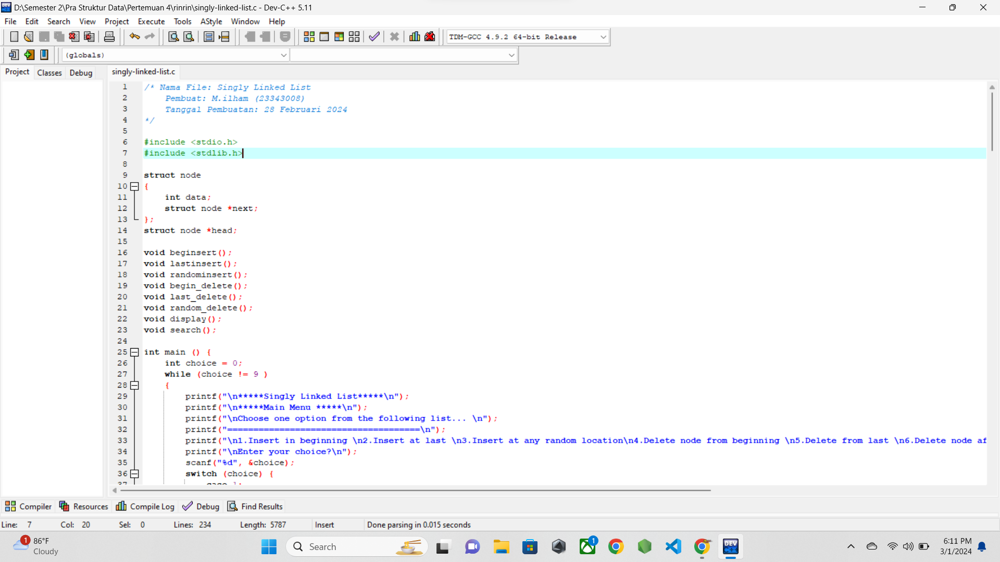 D:\Semester 2\Pra Struktur Data\Pertemuan 4\rinrin\singly-linked-list.c - Dev-C++ 5.11
File Edit Search View Project Execute Tools AStyle Window Help
TDM-GCC 4.9.2 64-bit Release
(globals)
Project Classes Debug singly-linked-list.c
1 /* Nama File: Singly Linked List
2 Pembuat: M.ilham (23343008)
3 Tanggal Pembuatan: 28 Februari 2024
4 */
5
6 #include <stdio.h>
7 #include <stdlib.h>
8
9 struct node
10 {
11 int data;
12 struct node *next;
13 };
14 struct node *head;
15
16 void beginsert();
17 void lastinsert();
18 void randominsert();
19 void begin_delete();
20 void last_delete();
21 void random_delete();
22 void display();
23 void search();
24
25 int main () {
26 int choice = 0;
27 while (choice != 9 )
28 {
29 printf("\n*****Singly Linked List*****\n");
30 printf("\n*****Main Menu *****\n");
31 printf("\nChoose one option from the following list... \n");
32 printf("=====================================\n");
33 printf("\n1.Insert in beginning \n2.Insert at last \n3.Insert at any random location\n4.Delete node from beginning \n5.Delete from last \n6.Delete node af
34 printf("\nEnter your choice?\n");
35 scanf("%d", &choice);
36 switch (choice) {
37 case 1:
Compiler Resources Compile Log Debug Find Results
Line: 7 Col: 20 Sel: 0 Lines: 234 Length: 5787 Insert Done parsing in 0.015 seconds
1 86°F
Cloudy
Search
1
DEV C++
6:11 PM
3/1/2024